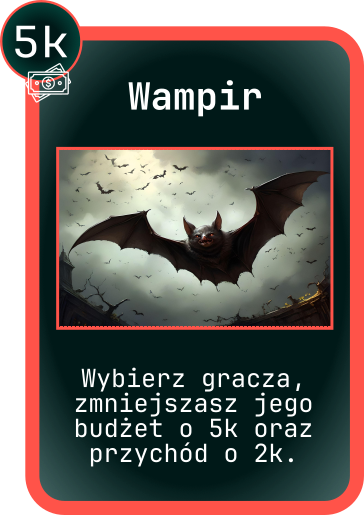 5k
Wampir
Wybierz gracza,
zmniejszasz jego
budżet o 5k oraz
przychód o 2k.